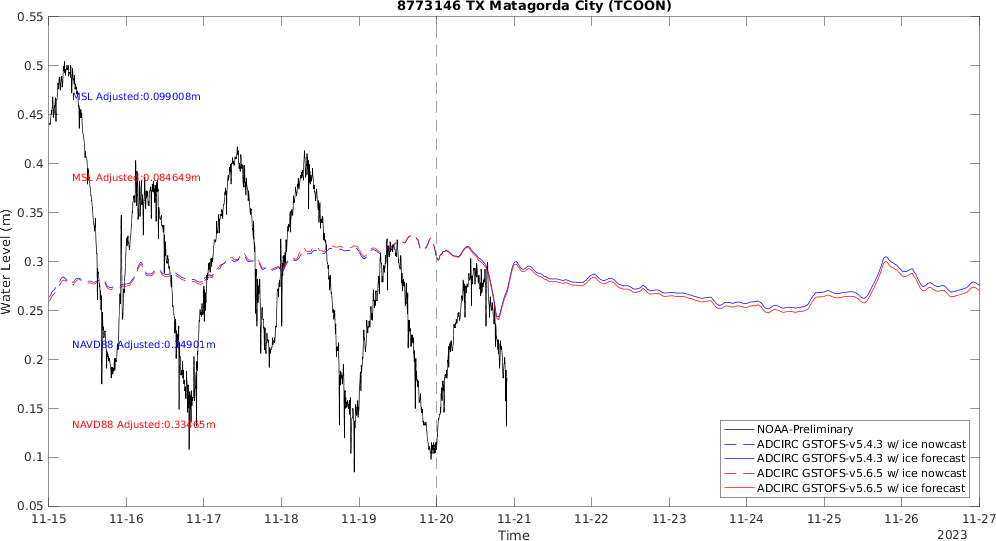 8773146 TX Matagorda City (TCOON)
0.55
0.5
0.45
0.4
0.35
0.3
0.25
0.2
0.15
0.1
0.05
Water Level (m)
MSL Adjusted:0.099008m
MSL Adjusted:0.084649m
NAVD88 Adjusted:0.34901m
NAVD88 Adjusted:0.33465m
NOAA-Preliminary
ADCIRC GSTOFS-v5.4.3 w/ ice nowcast
ADCIRC GSTOFS-v5.4.3 w/ ice forecast
ADCIRC GSTOFS-v5.6.5 w/ ice nowcast
ADCIRC GSTOFS-v5.6.5 w/ ice forecast
11-15 11-16 11-17 11-18 11-19 11-20 11-21 11-22 11-23 11-24 11-25 11-26 11-27
Time
2023